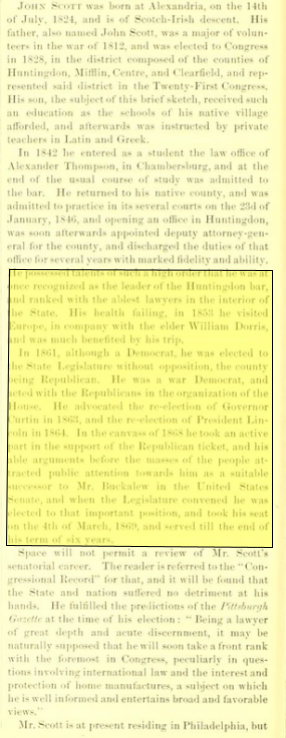 JOHN SCOTT was born at Alexandria, on the 14th
of July, 1824, and is of Scotch-Irish descent. His
father, also named John Scott, was a major of volun-
teers in the war of 1812, and was elected to Congress
in 1828, in the district composed of the counties of
Huntingdon, Mifflin, Centre, and Clearfield, and rep-
resented said district in the Twenty-First Congress.
His son, the subject of this brief sketch, received such
an education as the schools of his native village
afforded, and afterwards was instructed by private
teachers in Latin and Greek.
In 1842 he entered as a student the law office of
Alexander Thompson, in Chambersburg, and at the
end of the usual course of study was admitted to
the bar. He returned to his native county, and was
admitted to practice in its several courts on the 23d of
January, 1846, and opening an office in Huntingdon,
was soon afterwards appointed deputy attorney-gen-
eral for the county, and discharged the duties of that
office for several years with marked fidelity and ability.
He possessed talents of such a high order that he was at
once recognized as the leader of the Huntingdon bar,
and ranked with the ablest lawyers in the interior of
the State. His health failing, in 1853 he visited
Europe, in company with the elder William Dorris,
and was much benefited by his trip.
In 1861, although a Democrat, he was elected to
the State Legislature without opposition, the county
being Republican. He was a war Democrat, and
acted with the Republicans in the organization of the
House. He advocated the re-election of Governor
Curtin in 1863, and the re-election of President Lin-
coln in 1864. In the canvass of 1868 he took an active
part in the support of the Republican ticket, and his
able arguments before the masses of the people at-
tracted public attention towards him as a suitable
successor to Mr. Buckalew in the United States
Senate, and when the Legislature convened he was
elected to that important position, and took his seat
on the 4th of March, 1869, and served till the end of
his term of six years.
Space will not permit a review of Mr. Scott's
senatorial career. The reader is referred to the "Con-
gressional Record" for that, and it will be found that
the State and nation suffered no detriment at his
hands. He fulfilled the predictions of the Pittsburgh
Gazette at the time of his election: "Being a lawyer
of great depth and acute discernment, it may be
naturally supposed that he will soon take a front rank
with the foremost in Congress, peculiarly in ques-
tions involving international law and the interest and
protection of home manufactures, a subject on which
he is well informed and entertains broad and favorable
views."
Mr. Scott is at present residing in Philadelphia, but